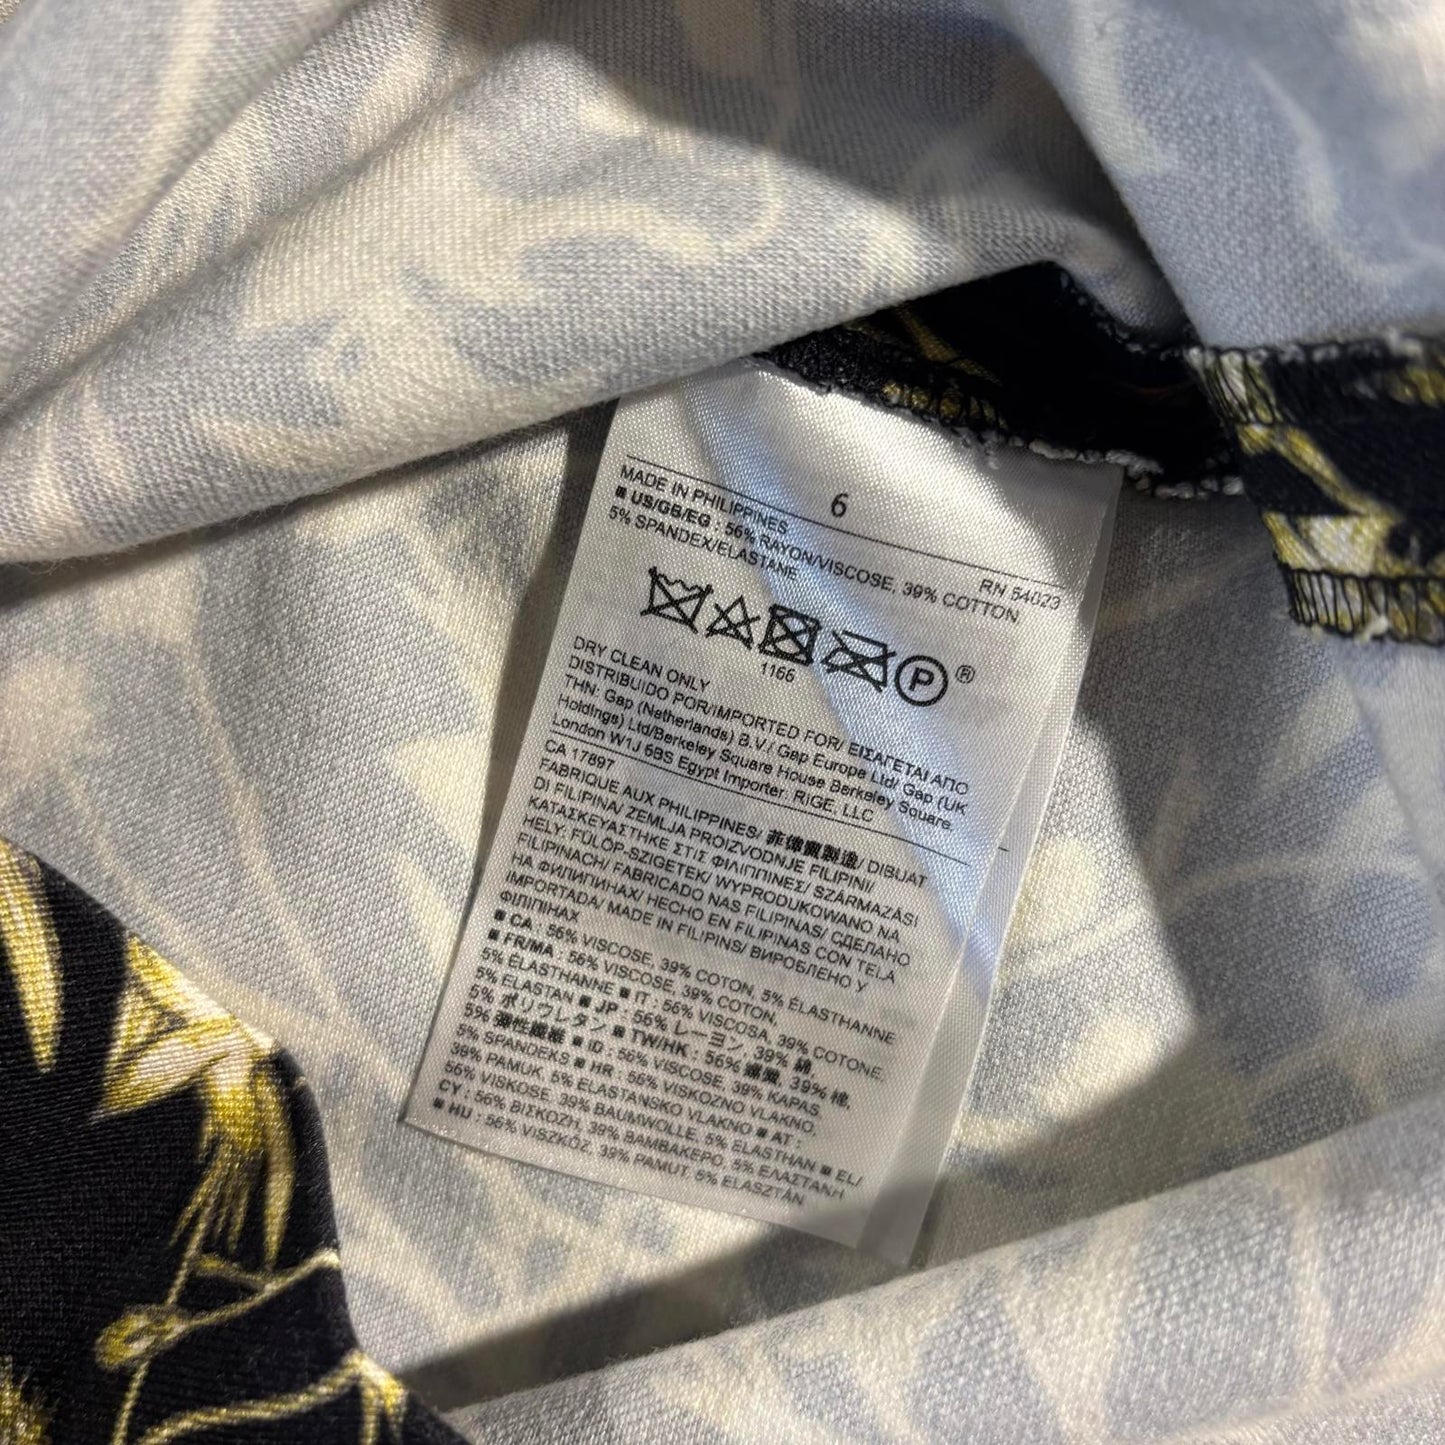 6
MADE IN PHILIPPINES RN 54023
■ US/GB/EG : 56% RAYON/VISCOSE, 39% COTTON
5% SPANDEX/ELASTANE
P ®
1166
DRY CLEAN ONLY
DISTRIBUIDO POR/IMPORTED FOR/ ΕΙΣΑΓΕΤΑΙ ΑΠΟ
ΤΗΝ: Gap (Netherlands) B.V./ Gap Europe Ltd/ Gap (UK
Holdings) Ltd/Berkeley Square House Berkeley Square
London W1J 6BS Egypt Importer: RIGE, LLC
CA 17897
FABRIQUE AUX PHILIPPINES/ 菲律賓製造/ DIBUAT
DI FILIPINA/ ZEMLJA PROIZVODNJE FILIPINI/
ΚΑΤΑΣΚΕΥΑΣΤΗΚΕ ΣΤΙΣ ΦΙΛΙΠΠΙΝΕΣ/ SZÁRMAZÁSI
HELY: FÜLÖP-SZIGETEK/ WYPRODUKOWANO NA
FILIPINACH/ FABRICADO NAS FILIPINAS/ СДЕЛАНО
НА ФИЛИПИНАХ/ HECHO EN FILIPINAS CON TELA
IMPORTADA/ MADE IN FILIPINS/ ВИРОБЛЕНО У
ФІЛІПІНАХ
■ CA : 56% VISCOSE, 39% COTON, 5% ÉLASTHANNE
■ FR/MA : 56% VISCOSE, 39% COTON,
5% ÉLASTHANNE ■ IT : 56% VISCOSA, 39% COTONE,
5% ELASTAN ■ JP : 56% レーヨン, 39% 綿,
5% ポリウレタン ■ TW/HK : 56% 嫘縈, 39% 棉,
5% 彈性纖維 ■ ID : 56% VISCOSE, 39% KAPAS,
5% SPANDEKS ■ HR : 56% VISKOZNO VLAKNO,
39% PAMUK, 5% ELASTANSKO VLAKNO ■ AT :
56% VISKOSE, 39% BAUMWOLLE, 5% ELASTHAN ■ EL/
CY : 56% ΒΙΣΚΟΖΗ, 39% ΒΑΜΒΑΚΕΡΟ, 5% ΕΛΑΣΤΑΝΗ
■ HU : 56% VISZKÓZ, 39% PAMUT, 5% ELASZTÁN